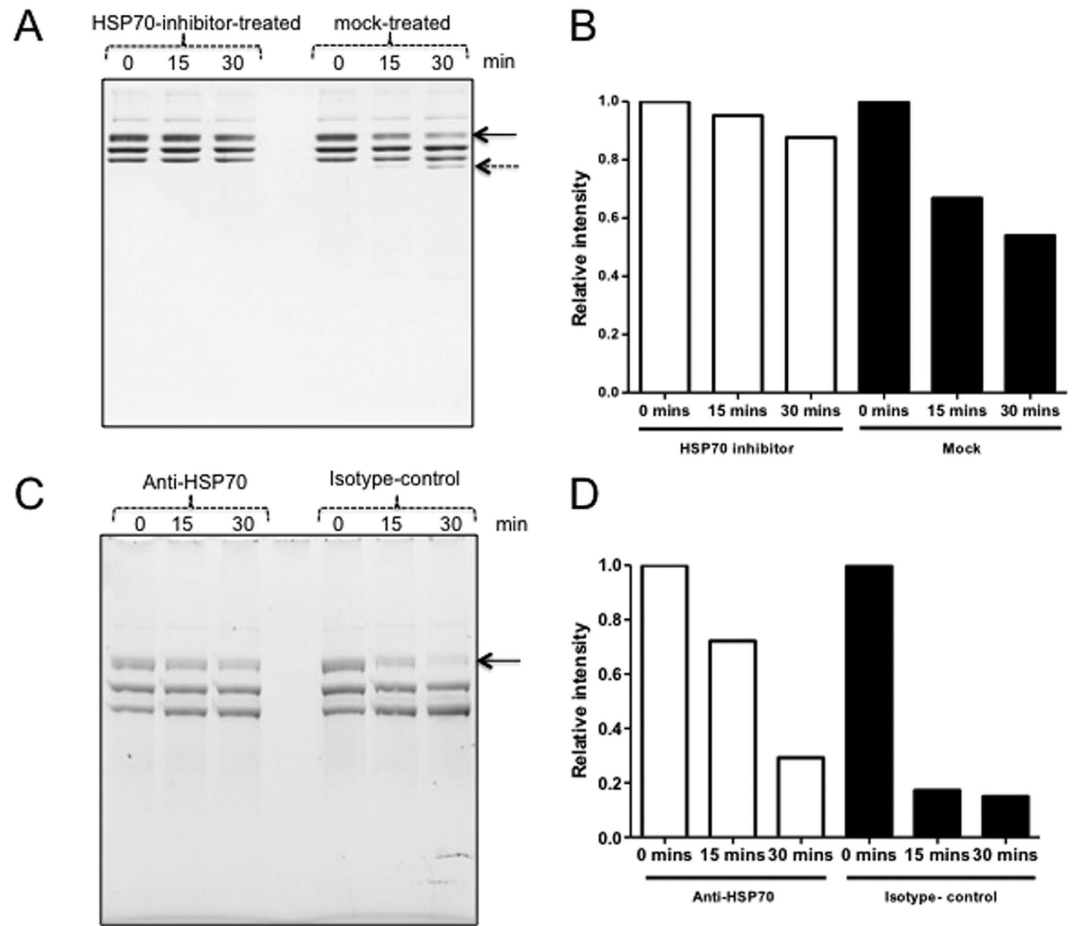 A
HSP70-inhibitor-treated mock-treated
0 15 30 0 15 30 min
B
1.0
0.8
0.6
0.4
0.2
0.0
Relative intensity
0 mins 15 mins 30 mins 0 mins 15 mins 30 mins
HSP70 inhibitor Mock
C
Anti-HSP70 Isotype-control
0 15 30 0 15 30 min
D
1.0
0.8
0.6
0.4
0.2
0.0
Relative intensity
0 mins 15 mins 30 mins 0 mins 15 mins 30 mins
Anti-HSP70 Isotype- control